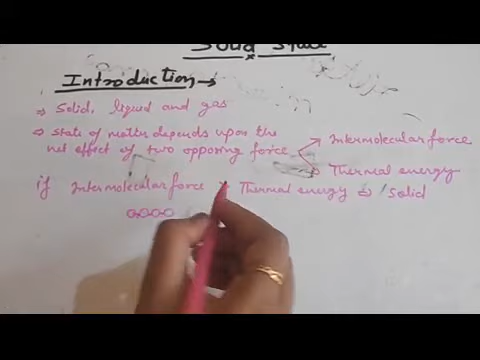 Solid State
Introduction →
⇒ Solid, liquid and gas
⇒ State of matter depends upon the
net effect of two opposing force → Intermolecular force
→ Thermal energy
if Intermolecular force Thermal energy ⇒ Solid